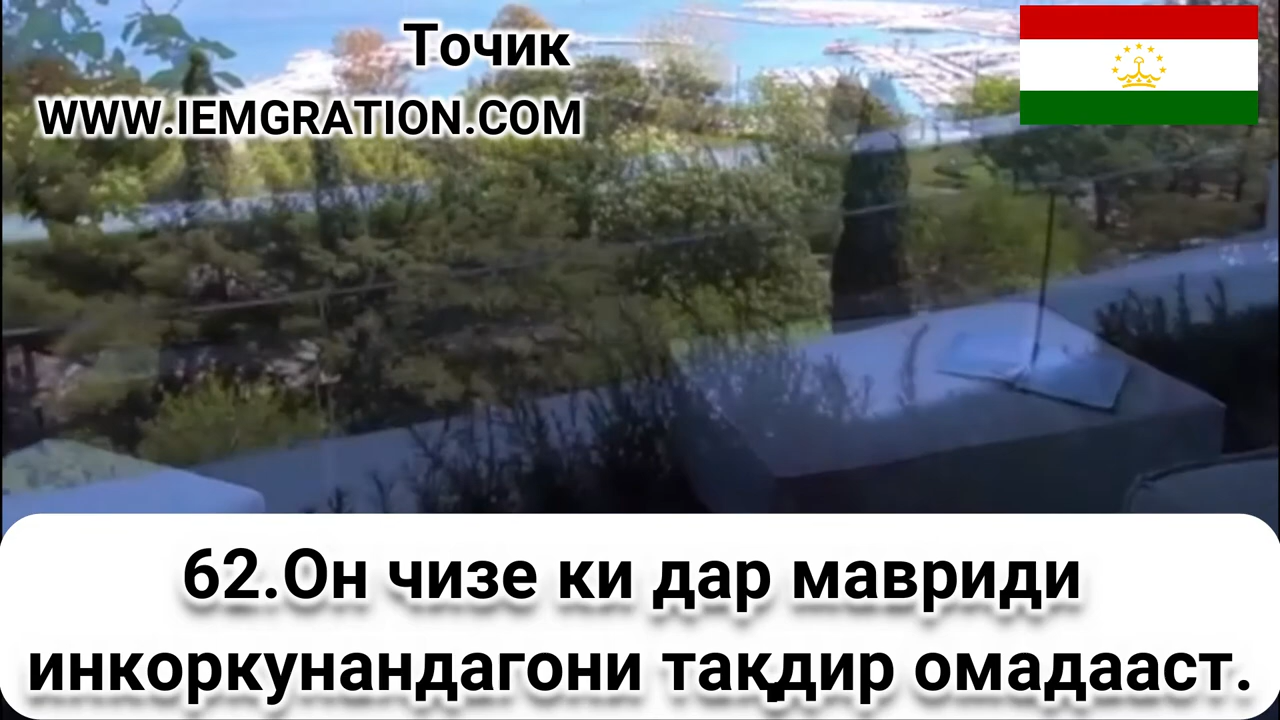 Точик
WWW.IEMGRATION.COM
62.Он чизе ки дар мавриди
инкоркунандагони тақдир омадааст.